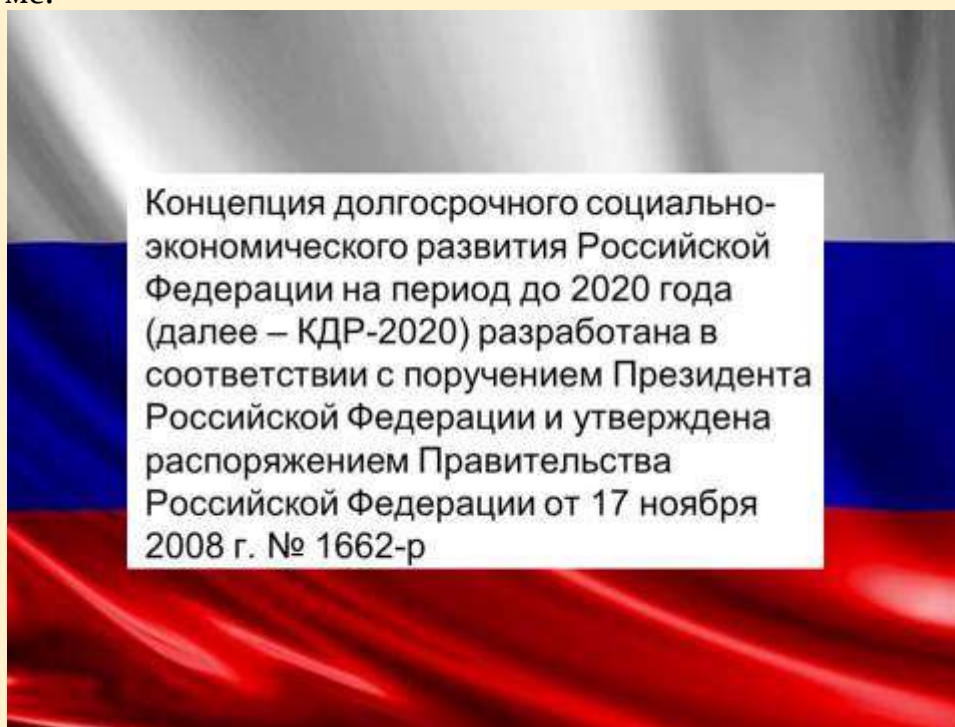 Концепция долгосрочного социально-
экономического развития Российской
Федерации на период до 2020 года
(далее – КДР-2020) разработана в
соответствии с поручением Президента
Российской Федерации и утверждена
распоряжением Правительства
Российской Федерации от 17 ноября
2008 г. № 1662-р